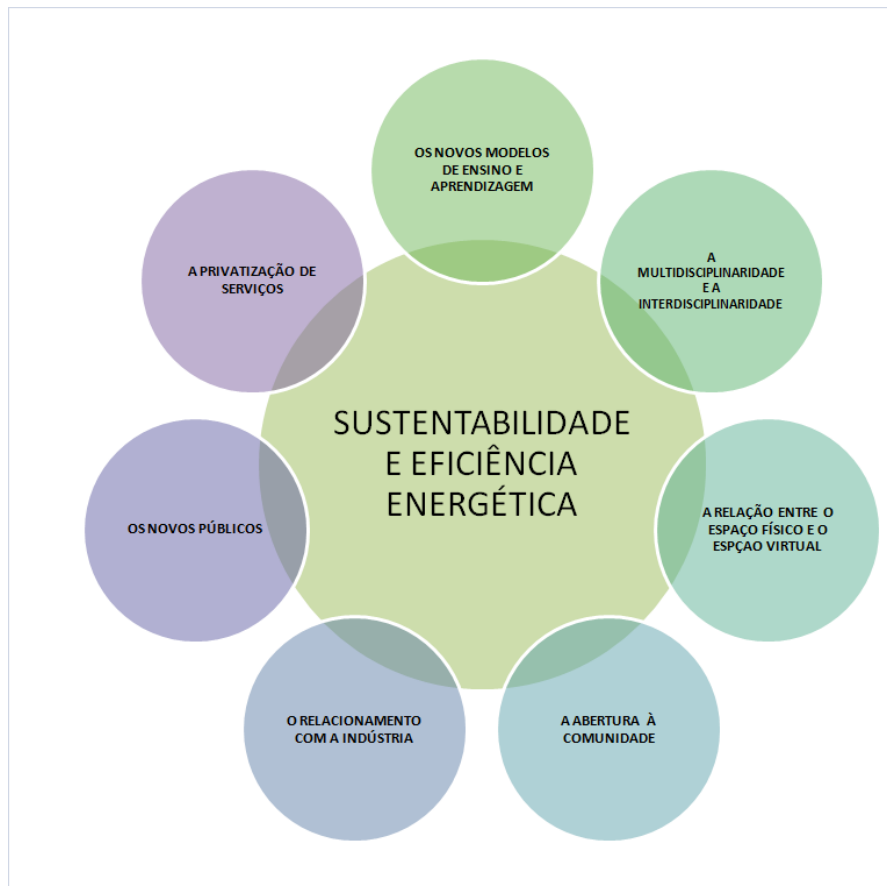 OS NOVOS MODELOS
DE ENSINO E
APRENDIZAGEM
A
MULTIDISCIPLINARIDADE
E A
INTERDISCIPLINARIDADE
A RELAÇÃO ENTRE O
ESPAÇO FÍSICO E O
ESPÇAO VIRTUAL
A ABERTURA À
COMUNIDADE
O RELACIONAMENTO
COM A INDÚSTRIA
OS NOVOS PÚBLICOS
A PRIVATIZAÇÃO DE
SERVIÇOS
SUSTENTABILIDADE
E EFICIÊNCIA
ENERGÉTICA